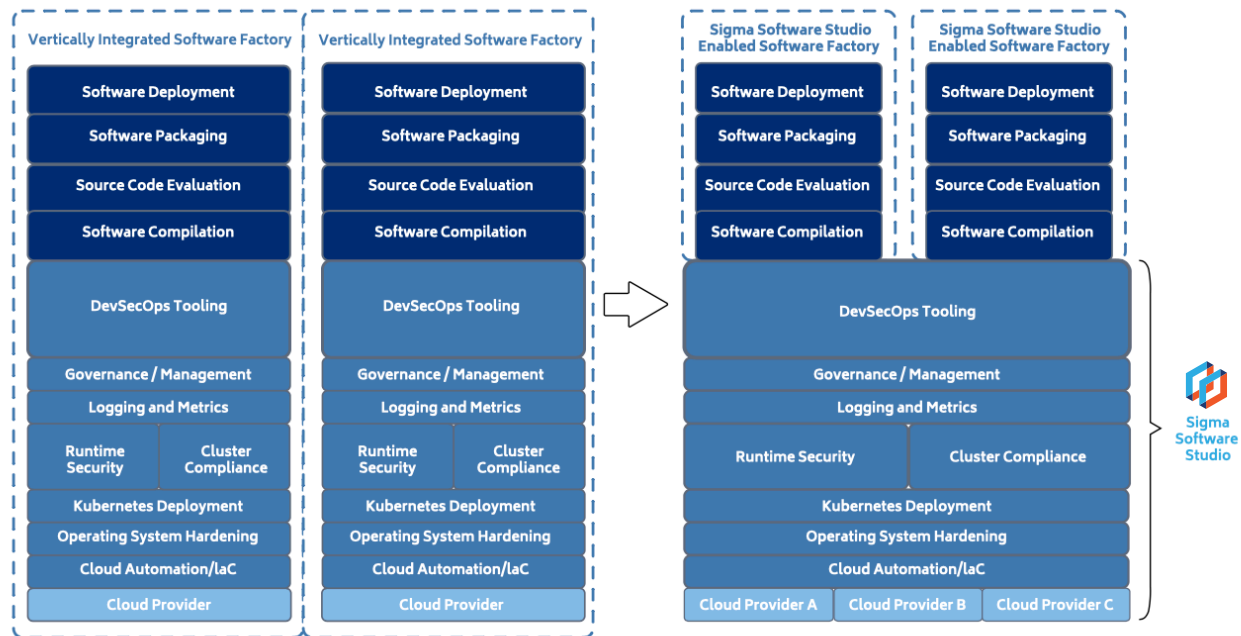 Vertically Integrated Software Factory
Software Deployment
Software Packaging
Source Code Evaluation
Software Compilation
DevSecOps Tooling
Governance / Management
Logging and Metrics
Runtime
Security
Cluster
Compliance
Kubernetes Deployment
Operating System Hardening
Cloud Automation/IaC
Cloud Provider
Vertically Integrated Software Factory
Software Deployment
Software Packaging
Source Code Evaluation
Software Compilation
DevSecOps Tooling
Governance / Management
Logging and Metrics
Runtime
Security
Cluster
Compliance
Kubernetes Deployment
Operating System Hardening
Cloud Automation/IaC
Cloud Provider
Sigma Software Studio
Enabled Software Factory
Software Deployment
Software Packaging
Source Code Evaluation
Software Compilation
Sigma Software Studio
Enabled Software Factory
Software Deployment
Software Packaging
Source Code Evaluation
Software Compilation
DevSecOps Tooling
Governance / Management
Logging and Metrics
Runtime Security
Cluster Compliance
Kubernetes Deployment
Operating System Hardening
Cloud Automation/IaC
Cloud Provider A
Cloud Provider B
Cloud Provider C
Sigma
Software
Studio